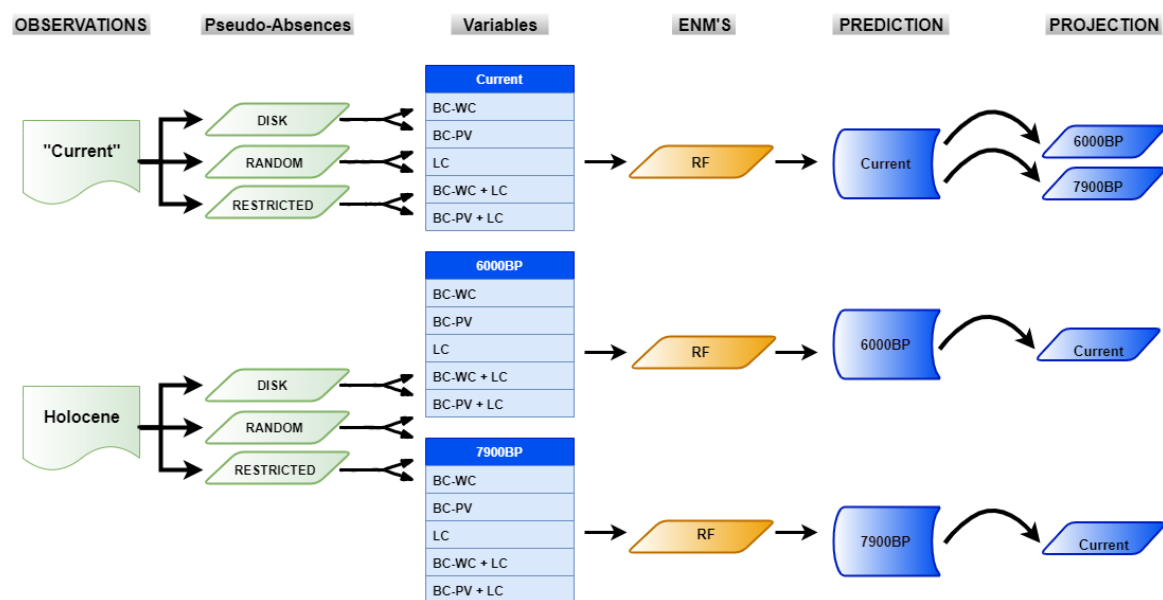 OBSERVATIONS
Pseudo-Absences
Variables
ENM'S
PREDICTION
PROJECTION
"Current"
DISK
RANDOM
RESTRICTED
Current
BC-WC
BC-PV
LC
BC-WC + LC
BC-PV + LC
RF
Current
6000BP
7900BP
Holocene
DISK
RANDOM
RESTRICTED
6000BP
BC-WC
BC-PV
LC
BC-WC + LC
BC-PV + LC
RF
6000BP
Current
7900BP
BC-WC
BC-PV
LC
BC-WC + LC
BC-PV + LC
RF
7900BP
Current